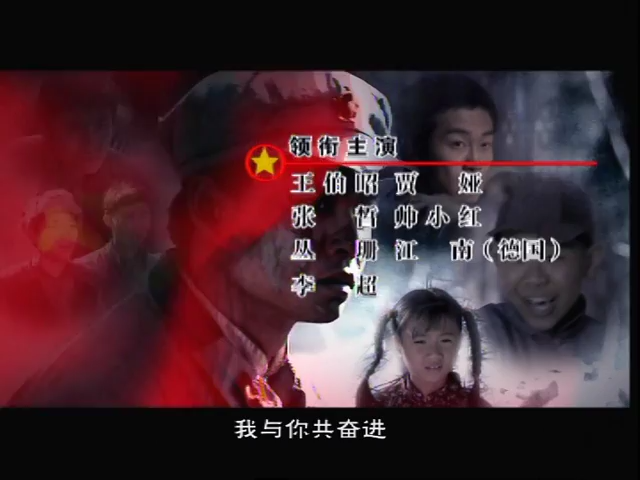 领衔主演
王伯昭 贾娅
张哲 帅小红
丛珊 江南（德国）
李超
我与你共奋进